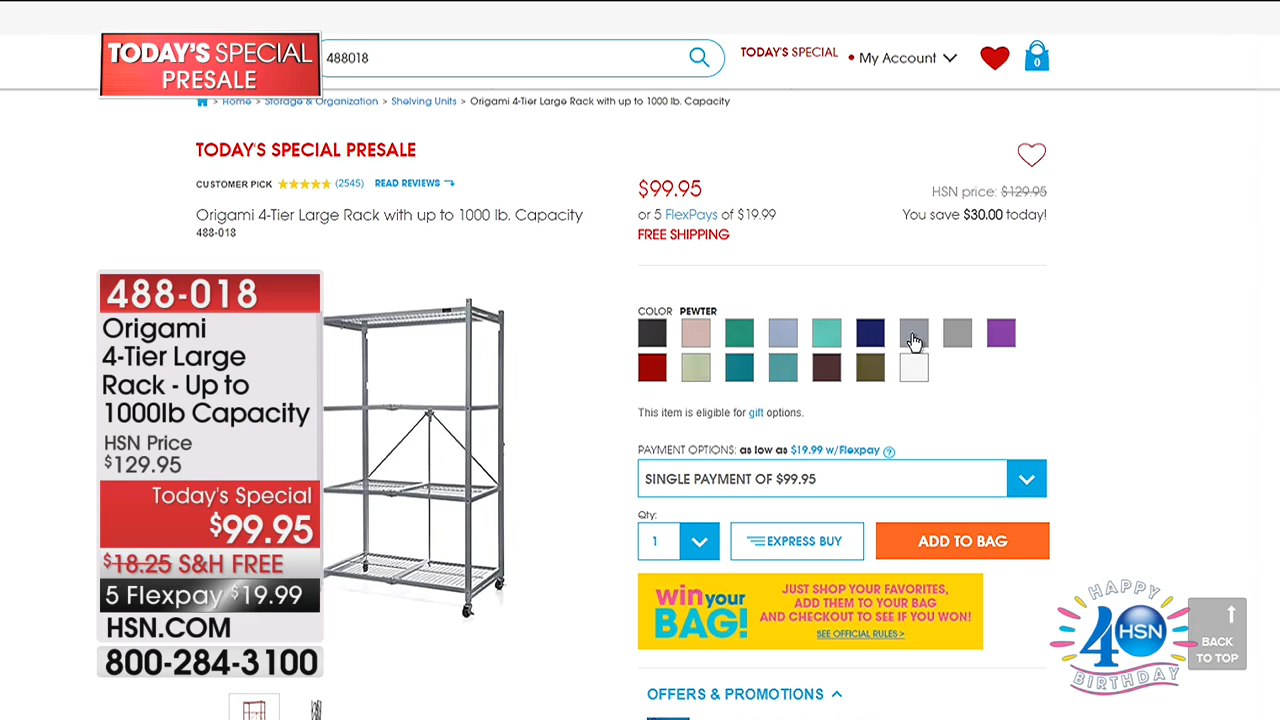 TODAY'S SPECIAL
PRESALE
488018
TODAY'S SPECIAL
• My Account
0
> Home > Storage & Organization > Shelving Units > Origami 4-Tier Large Rack with up to 1000 lb. Capacity
TODAY'S SPECIAL PRESALE
CUSTOMER PICK (2545) READ REVIEWS
Origami 4-Tier Large Rack with up to 1000 lb. Capacity
488-018
$99.95
HSN price: $129.95
or 5 FlexPays of $19.99
You save $30.00 today!
FREE SHIPPING
488-018
Origami
4-Tier Large
Rack - Up to
1000lb Capacity
HSN Price
$129.95
Today's Special
$99.95
$18.25 S&H FREE
5 Flexpay $19.99
HSN.COM
800-284-3100
COLOR PEWTER
This item is eligible for gift options.
PAYMENT OPTIONS: as low as $19.99 w/Flexpay ?
SINGLE PAYMENT OF $99.95
Qty:
1
EXPRESS BUY
ADD TO BAG
win your
BAG!
JUST SHOP YOUR FAVORITES,
ADD THEM TO YOUR BAG
AND CHECKOUT TO SEE IF YOU WON!
SEE OFFICIAL RULES >
HAPPY
40 HSN
BIRTHDAY
BACK
TO TOP
OFFERS & PROMOTIONS